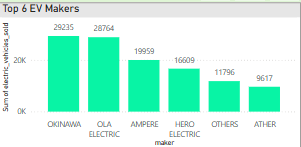 Top 6 EV Makers
Sum of electric_vehicles_sold
20K
0K
29235
28764
19959
16609
11796
9617
OKINAWA
OLA
ELECTRIC
AMPERE
HERO
ELECTRIC
OTHERS
ATHER
maker